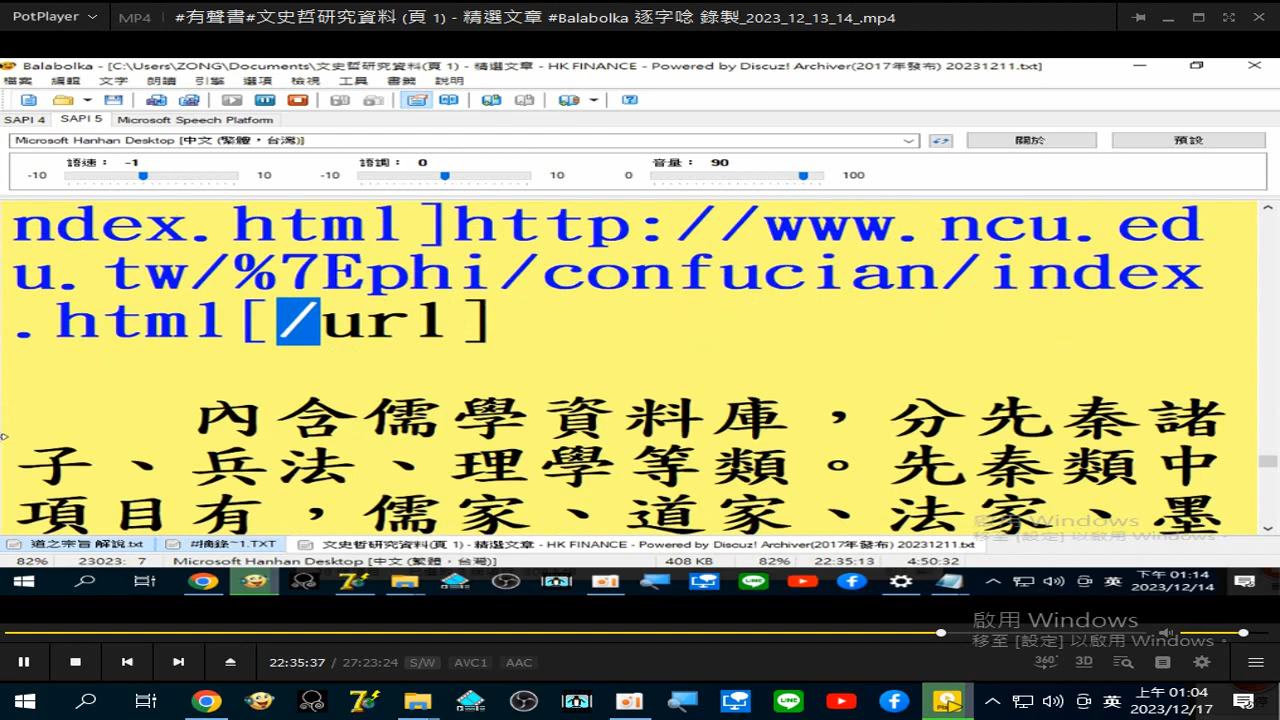 PotPlayer MP4 #有聲書#文史哲研究資料 (頁 1) - 精選文章 #Balabolka 逐字唸 錄製_2023_12_13_14_.mp4
Balabolka - [C:\Users\ZONG\Documents\文史哲研究資料(頁 1) - 精選文章 - HK FINANCE - Powered by Discuz! Archiver(2017年發布) 20231211.txt]
檔案 編輯 文字 朗讀 引擎 選項 檢視 工具 書籤 說明
SAPI 4 SAPI 5 Microsoft Speech Platform
Microsoft Hanhan Desktop [中文 (繁體，台灣)] 關於 預設
語速： -1 語調： 0 音量： 90
-10 10 -10 10 0 100
ndex.html]http://www.ncu.ed
u.tw/%7Ephi/confucian/index
.html[/url]
內含儒學資料庫，分先秦諸
子、兵法、理學等類。先秦類中
項目有，儒家、道家、法家、墨
啟用 Windows
移至 [設定] 以啟用 Windows。
道之宗旨 解說.txt #摘錄~1.TXT 文史哲研究資料(頁 1) - 精選文章 - HK FINANCE - Powered by Discuz! Archiver(2017年發布) 20231211.txt
82% 23023: 7 Microsoft Hanhan Desktop [中文 (繁體，台灣)] 408 KB 82% 22:35:13 4:50:32
英 下午 01:14
2023/12/14
啟用 Windows
移至 [設定] 以啟用 Windows。
22:35:37 / 27:23:24 S/W AVC1 AAC 360° 3D
英 上午 01:04
2023/12/17